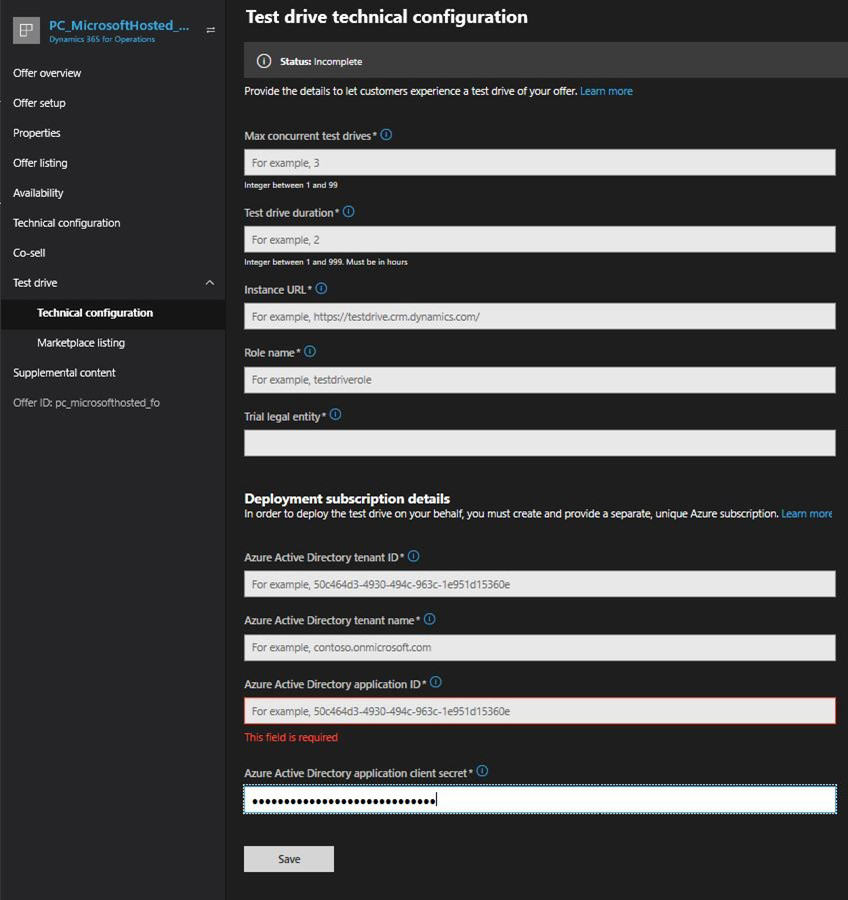 PC_MicrosoftHosted_...
Dynamics 365 for Operations
Offer overview
Offer setup
Properties
Offer listing
Availability
Technical configuration
Co-sell
Test drive
Technical configuration
Marketplace listing
Supplemental content
Offer ID: pc_microsofthosted_fo
Test drive technical configuration
Status: Incomplete
Provide the details to let customers experience a test drive of your offer. Learn more
Max concurrent test drives*
For example, 3
Integer between 1 and 99
Test drive duration*
For example, 2
Integer between 1 and 999. Must be in hours
Instance URL*
For example, https://testdrive.crm.dynamics.com/
Role name*
For example, testdriverole
Trial legal entity*
Deployment subscription details
In order to deploy the test drive on your behalf, you must create and provide a separate, unique Azure subscription. Learn more
Azure Active Directory tenant ID*
For example, 50c464d3-4930-494c-963c-1e951d15360e
Azure Active Directory tenant name*
For example, contoso.onmicrosoft.com
Azure Active Directory application ID*
For example, 50c464d3-4930-494c-963c-1e951d15360e
This field is required
Azure Active Directory application client secret*
Save